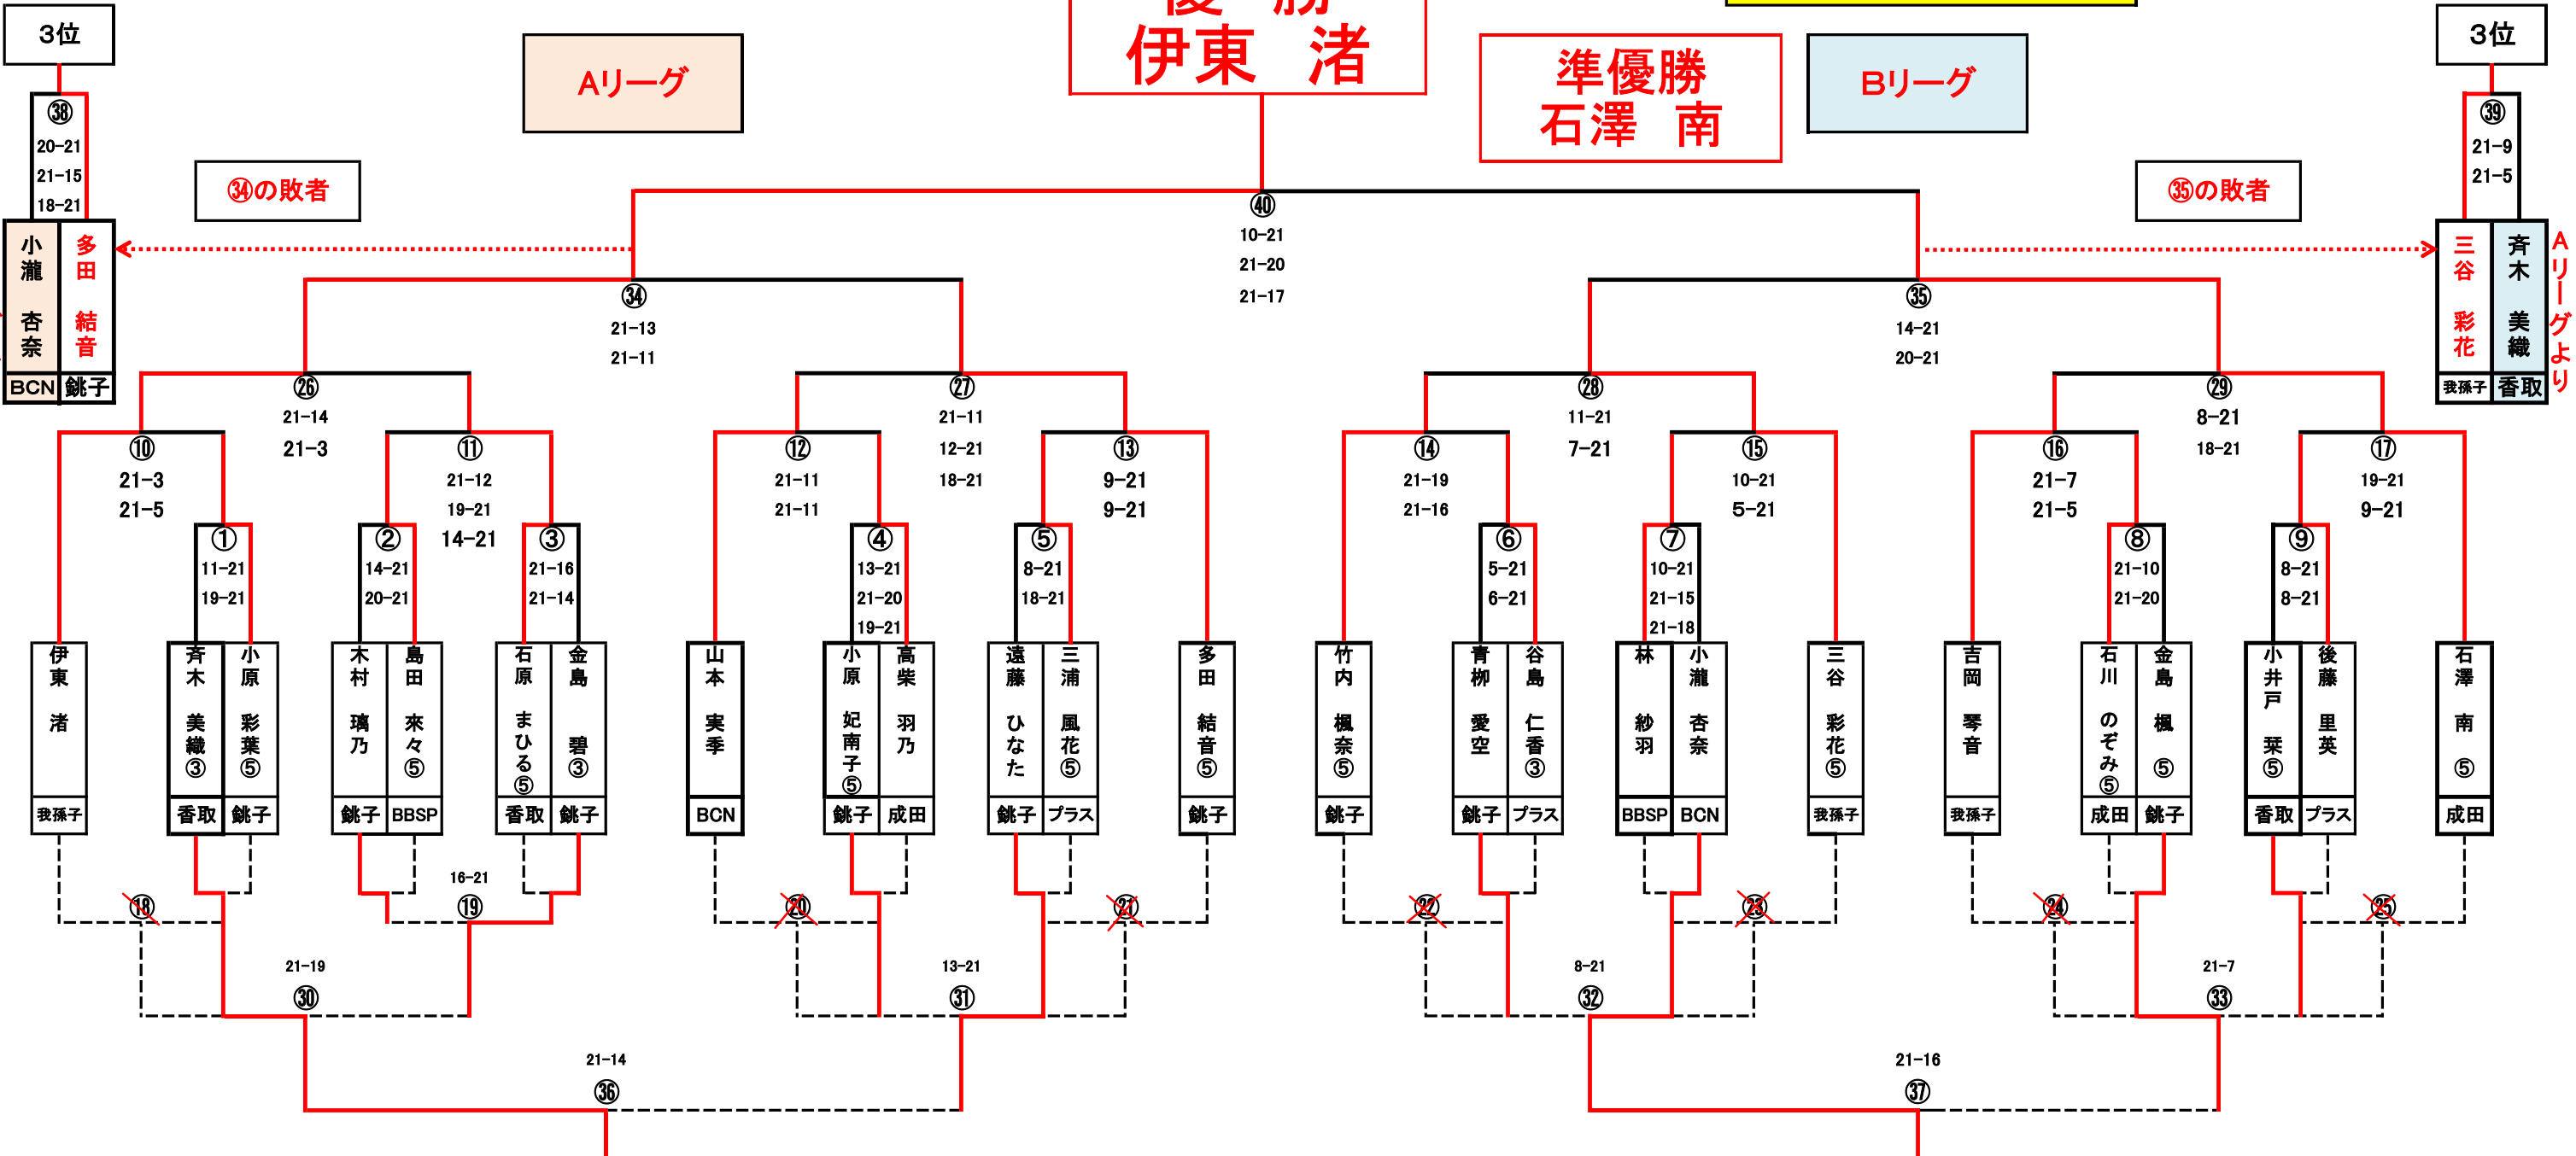 優 勝
伊東 渚
3位
3位
Aリーグ
準優勝
石澤 南
Bリーグ
㊳
20-21
21-15
18-21
㊴
21-9
21-5
㉞の敗者
㉟の敗者
㊵
10-21
21-20
21-17
小瀧 杏奈
BCN
多田 結音
銚子
三谷 彩花
我孫子
斉木 美織
香取
Aリーグより
㉞
21-13
21-11
㉟
14-21
20-21
㉖
21-14
21-3
㉗
21-11
12-21
18-21
㉘
11-21
7-21
㉙
8-21
18-21
⑩
21-3
21-5
⑪
21-12
19-21
14-21
⑫
21-11
21-11
⑬
9-21
9-21
⑭
21-19
21-16
⑮
10-21
5-21
⑯
21-7
21-5
⑰
19-21
9-21
①
11-21
19-21
②
14-21
20-21
③
21-16
21-14
④
13-21
21-20
19-21
⑤
8-21
18-21
⑥
5-21
6-21
⑦
10-21
21-15
21-18
⑧
21-10
21-20
⑨
8-21
8-21
伊東 渚
我孫子
斉木 美織③
香取
小原 彩葉⑤
銚子
木村 璃乃
銚子
島田 來々⑤
BBSP
石原 まひる⑤
香取
金島 碧③
銚子
山本 実季
BCN
小原 妃南子⑤
銚子
高柴 羽乃
成田
遠藤 ひなた
銚子
三浦 風花⑤
プラス
多田 結音⑤
銚子
竹内 楓奈⑤
銚子
青栁 愛空
銚子
谷島 仁香③
プラス
林 紗羽
BBSP
小瀧 杏奈
BCN
三谷 彩花⑤
我孫子
吉岡 琴音
我孫子
石川 のぞみ⑤
成田
金島 楓⑤
銚子
小井戸 栞⑤
香取
後藤 里英
プラス
石澤 南⑤
成田
⑱
16-21
⑲
⑳
㉑
㉒
㉓
㉔
㉕
21-19
㉚
13-21
㉛
8-21
㉜
21-7
㉝
21-14
㊱
21-16
㊲